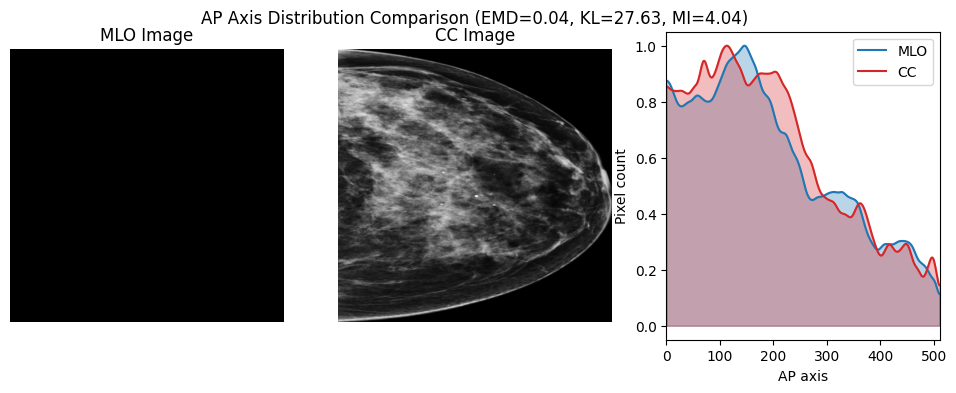 AP Axis Distribution Comparison (EMD=0.04, KL=27.63, MI=4.04)
MLO Image
CC Image
MLO
CC
Pixel count
1.0
0.8
0.6
0.4
0.2
0.0
0 100 200 300 400 500
AP axis